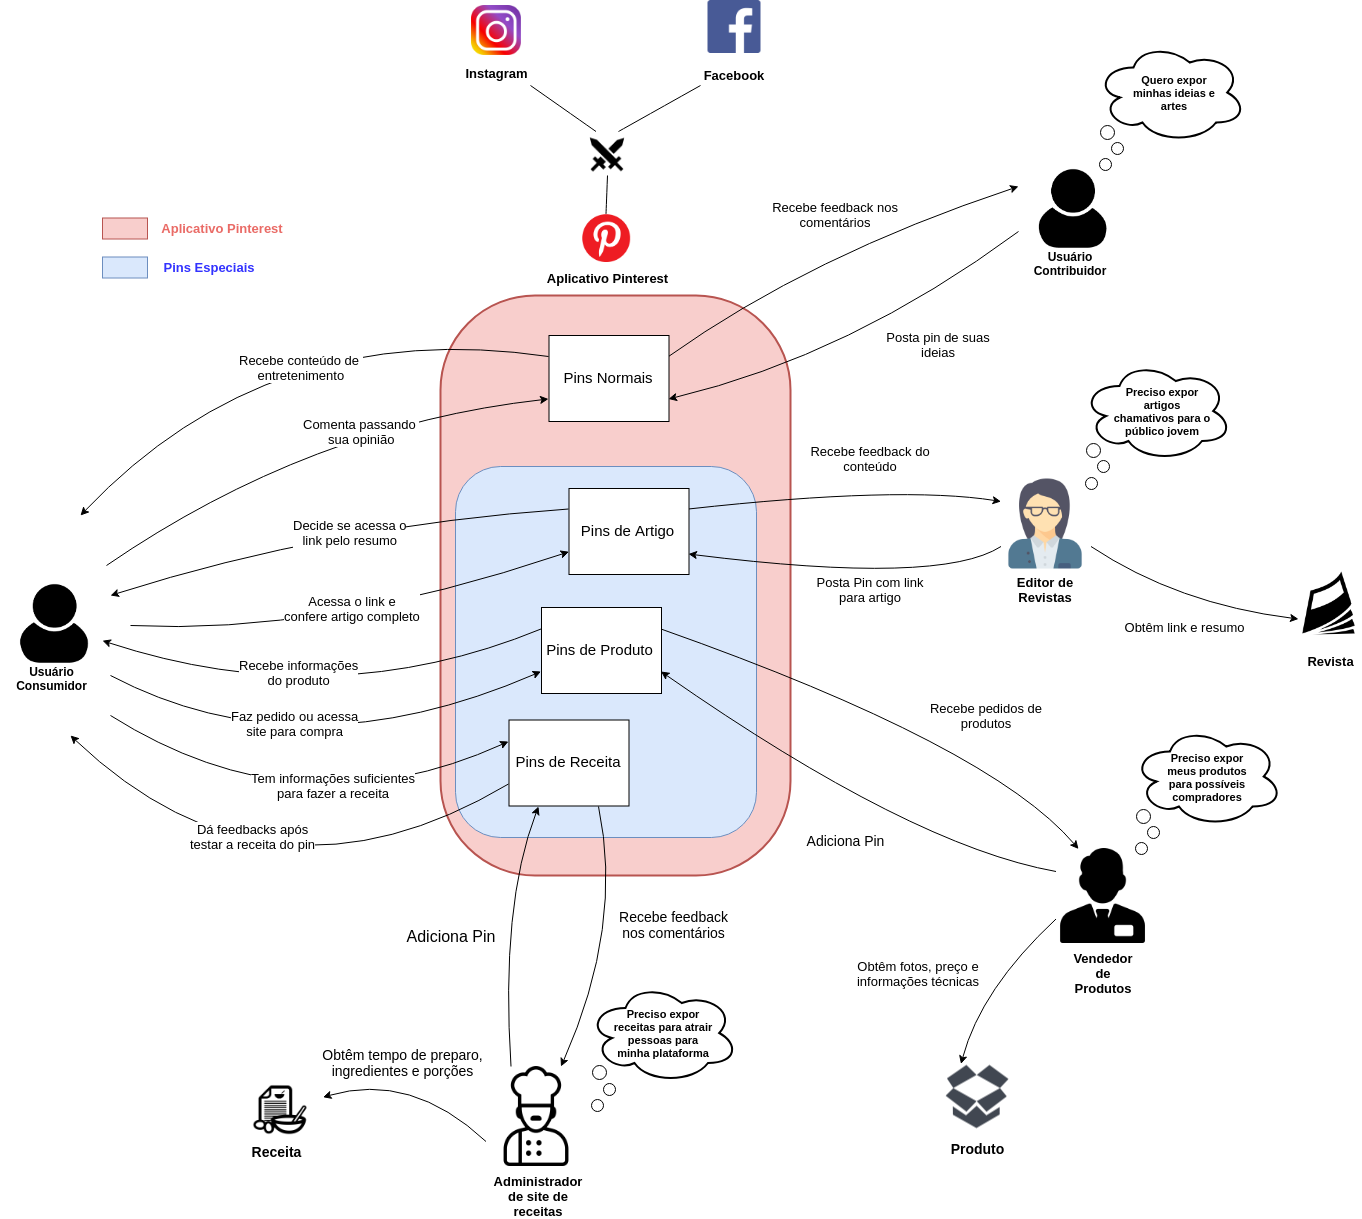 Instagram
Facebook
Quero expor
minhas ideias e
artes
Recebe feedback nos
comentários
Usuário
Contribuidor
Aplicativo Pinterest
Pins Especiais
Aplicativo Pinterest
Posta pin de suas
ideias
Recebe conteúdo de
entretenimento
Pins Normais
Comenta passando
sua opinião
Preciso expor
artigos
chamativos para o
público jovem
Recebe feedback do
conteúdo
Decide se acessa o
link pelo resumo
Pins de Artigo
Posta Pin com link
para artigo
Editor de
Revistas
Acessa o link e
confere artigo completo
Obtêm link e resumo
Revista
Usuário
Consumidor
Recebe informações
do produto
Pins de Produto
Faz pedido ou acessa
site para compra
Recebe pedidos de
produtos
Preciso expor
meus produtos
para possíveis
compradores
Tem informações suficientes
para fazer a receita
Pins de Receita
Dá feedbacks após
testar a receita do pin
Adiciona Pin
Adiciona Pin
Recebe feedback
nos comentários
Vendedor
de
Produtos
Obtêm fotos, preço e
informações técnicas
Preciso expor
receitas para atrair
pessoas para
minha plataforma
Obtêm tempo de preparo,
ingredientes e porções
Receita
Produto
Administrador
de site de
receitas